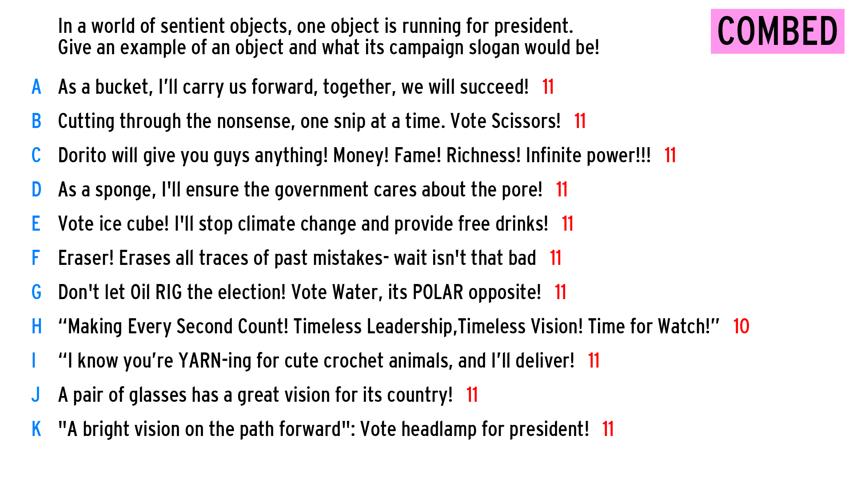 In a world of sentient objects, one object is running for president.
Give an example of an object and what its campaign slogan would be!
COMBED
A As a bucket, I'll carry us forward, together, we will succeed! 11
B Cutting through the nonsense, one snip at a time. Vote Scissors! 11
C Dorito will give you guys anything! Money! Fame! Richness! Infinite power!!! 11
D As a sponge, I'll ensure the government cares about the pore! 11
E Vote ice cube! I'll stop climate change and provide free drinks! 11
F Eraser! Erases all traces of past mistakes- wait isn't that bad 11
G Don't let Oil RIG the election! Vote Water, its POLAR opposite! 11
H “Making Every Second Count! Timeless Leadership,Timeless Vision! Time for Watch!” 10
I “I know you’re YARN-ing for cute crochet animals, and I’ll deliver! 11
J A pair of glasses has a great vision for its country! 11
K "A bright vision on the path forward": Vote headlamp for president! 11